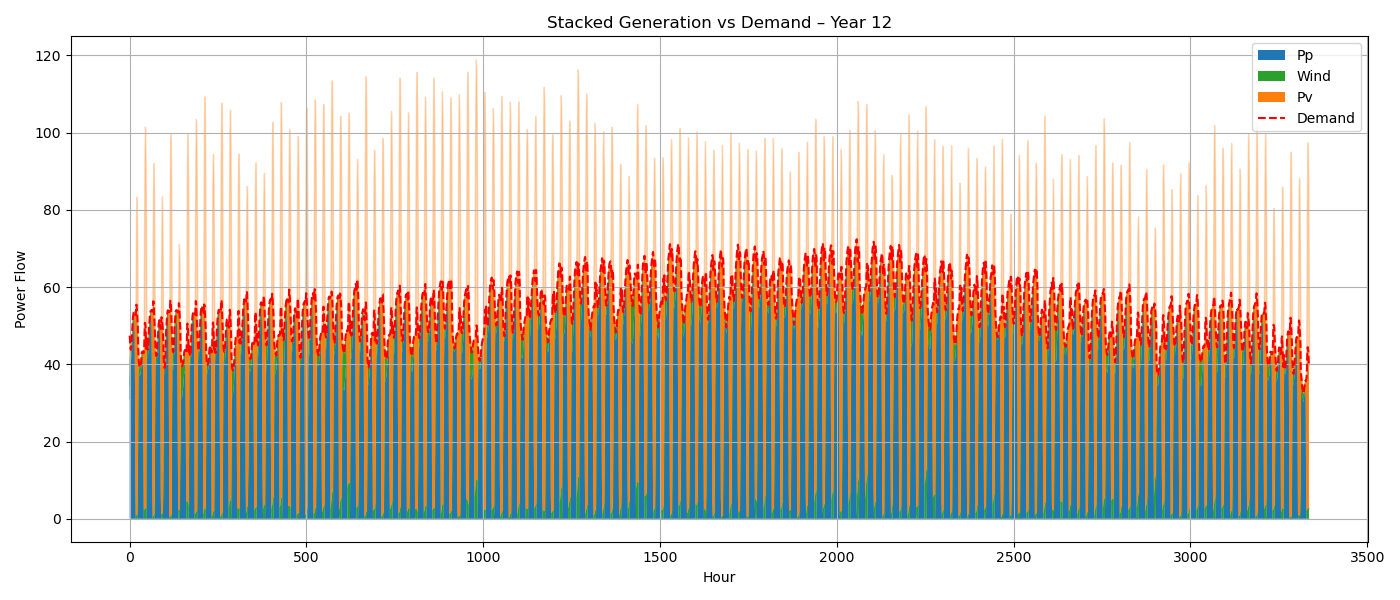 Stacked Generation vs Demand – Year 12
120
100
80
60
40
20
0
Power Flow
Pp
Wind
Pv
Demand
0 500 1000 1500 2000 2500 3000 3500
Hour